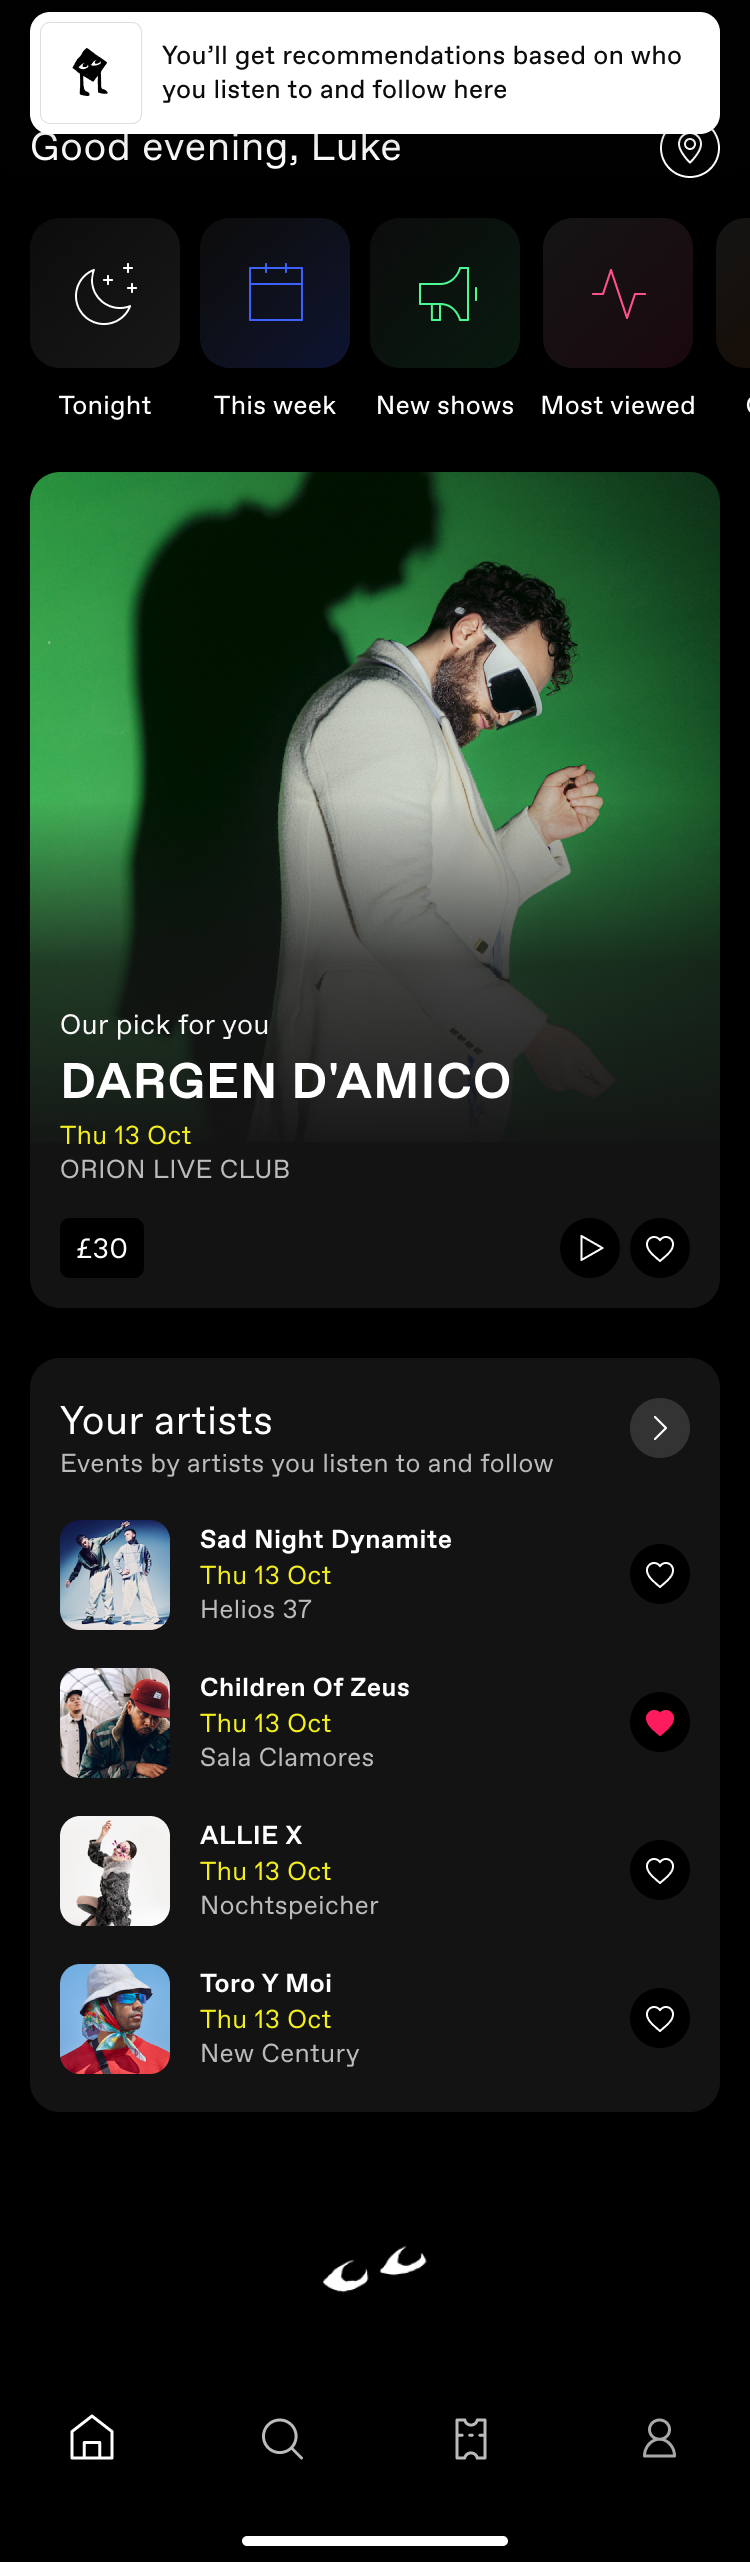 You'll get recommendations based on who
you listen to and follow here
Good evening, Luke
Tonight
This week
New shows
Most viewed
Our pick for you
DARGEN D'AMICO
Thu 13 Oct
ORION LIVE CLUB
£30
Your artists
Events by artists you listen to and follow
Sad Night Dynamite
Thu 13 Oct
Helios 37
Children Of Zeus
Thu 13 Oct
Sala Clamores
ALLIE X
Thu 13 Oct
Nochtspeicher
Toro Y Moi
Thu 13 Oct
New Century